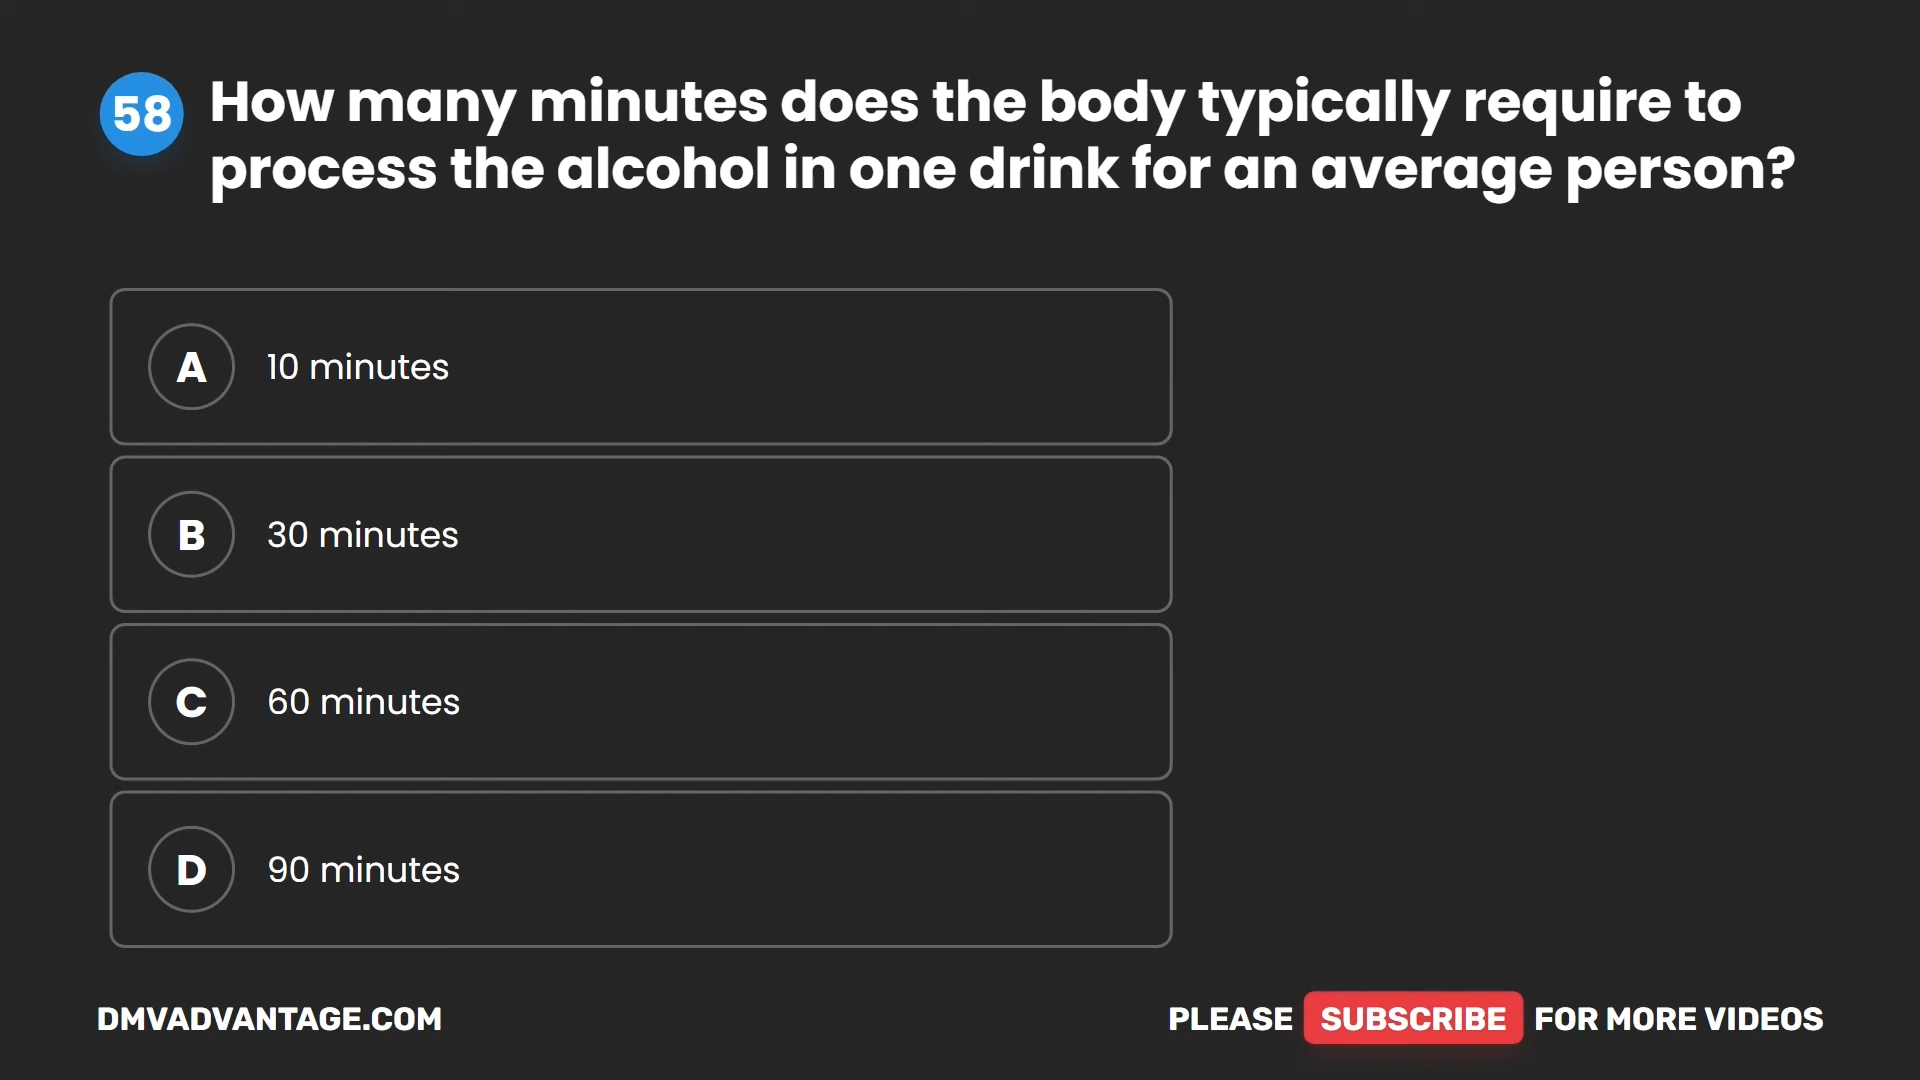 58
How many minutes does the body typically require to
process the alcohol in one drink for an average person?
A 10 minutes
B 30 minutes
C 60 minutes
D 90 minutes
DMVADVANTAGE.COM
PLEASE SUBSCRIBE FOR MORE VIDEOS